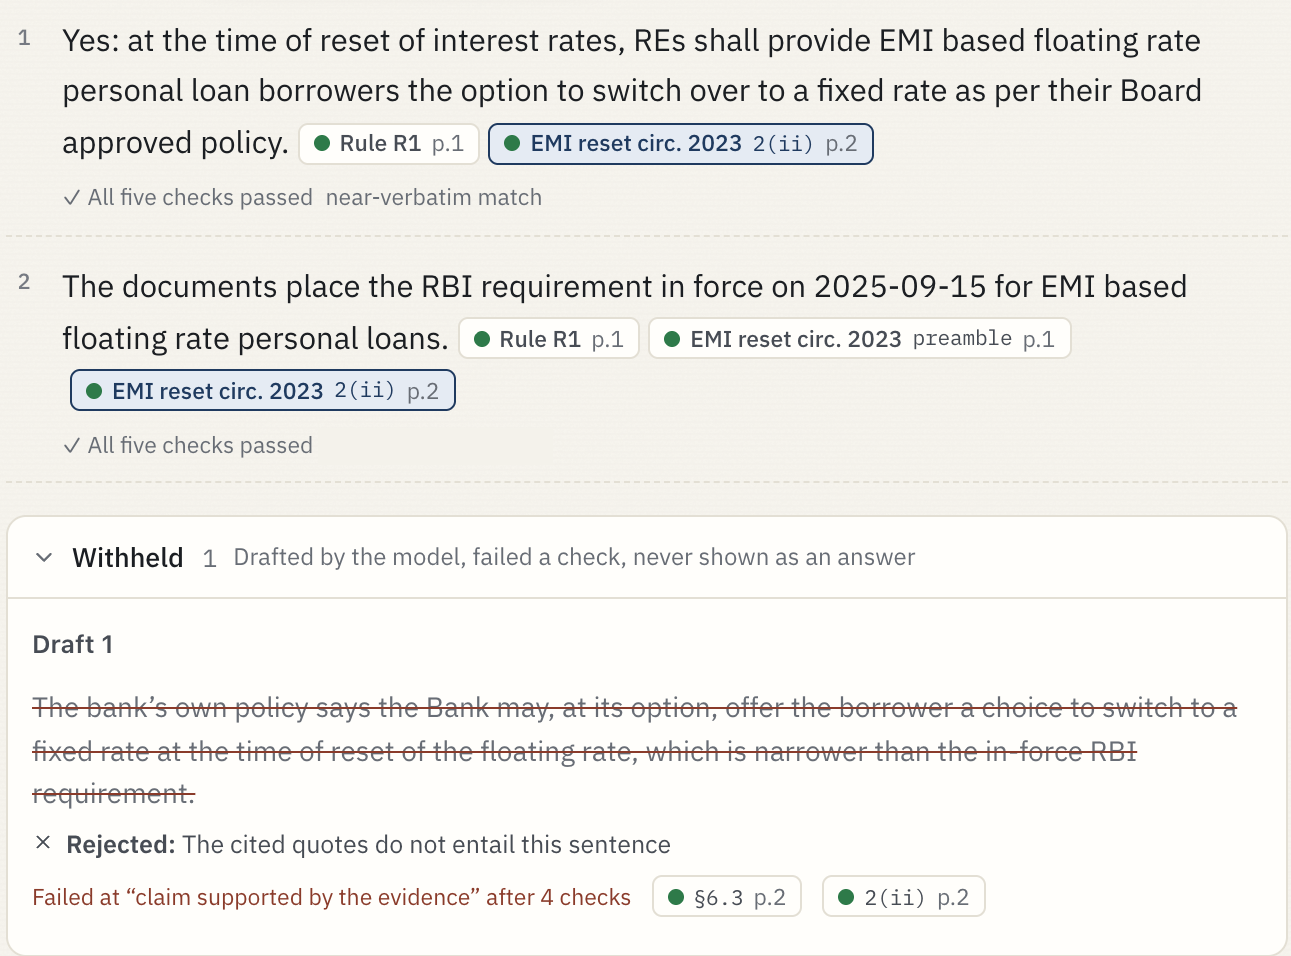 1 Yes: at the time of reset of interest rates, REs shall provide EMI based floating rate
personal loan borrowers the option to switch over to a fixed rate as per their Board
approved policy. Rule R1 p.1 EMI reset circ. 2023 2(ii) p.2
✓ All five checks passed near-verbatim match
2 The documents place the RBI requirement in force on 2025-09-15 for EMI based
floating rate personal loans. Rule R1 p.1 EMI reset circ. 2023 preamble p.1
EMI reset circ. 2023 2(ii) p.2
✓ All five checks passed
Withheld 1 Drafted by the model, failed a check, never shown as an answer
Draft 1
The bank’s own policy says the Bank may, at its option, offer the borrower a choice to switch to a
fixed rate at the time of reset of the floating rate, which is narrower than the in-force RBI
requirement.
× Rejected: The cited quotes do not entail this sentence
Failed at “claim supported by the evidence” after 4 checks §6.3 p.2 2(ii) p.2